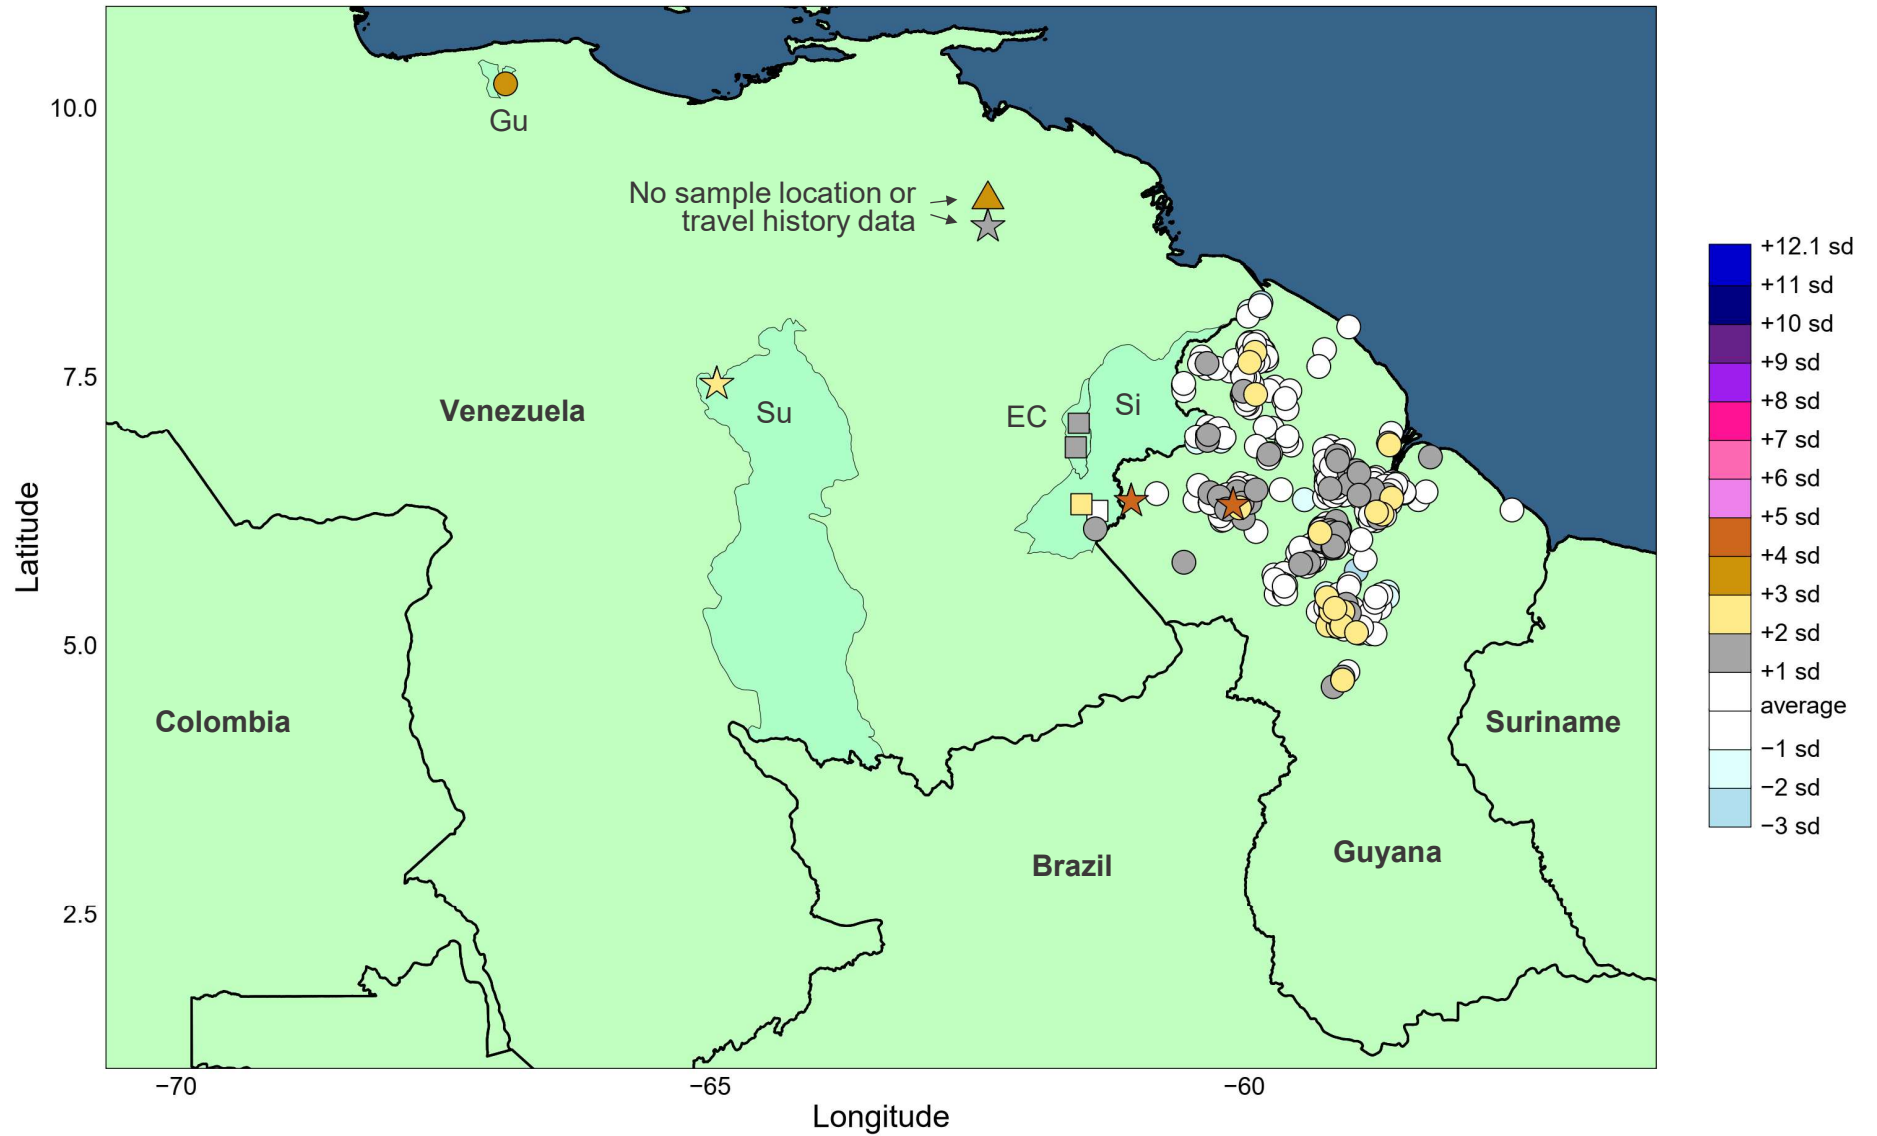 10.0
7.5
5.0
2.5
Latitude
−70
−65
−60
Longitude
Gu
No sample location or
travel history data
Venezuela
Su
EC
Si
Colombia
Brazil
Guyana
Suriname
+12.1 sd
+11 sd
+10 sd
+9 sd
+8 sd
+7 sd
+6 sd
+5 sd
+4 sd
+3 sd
+2 sd
+1 sd
average
−1 sd
−2 sd
−3 sd